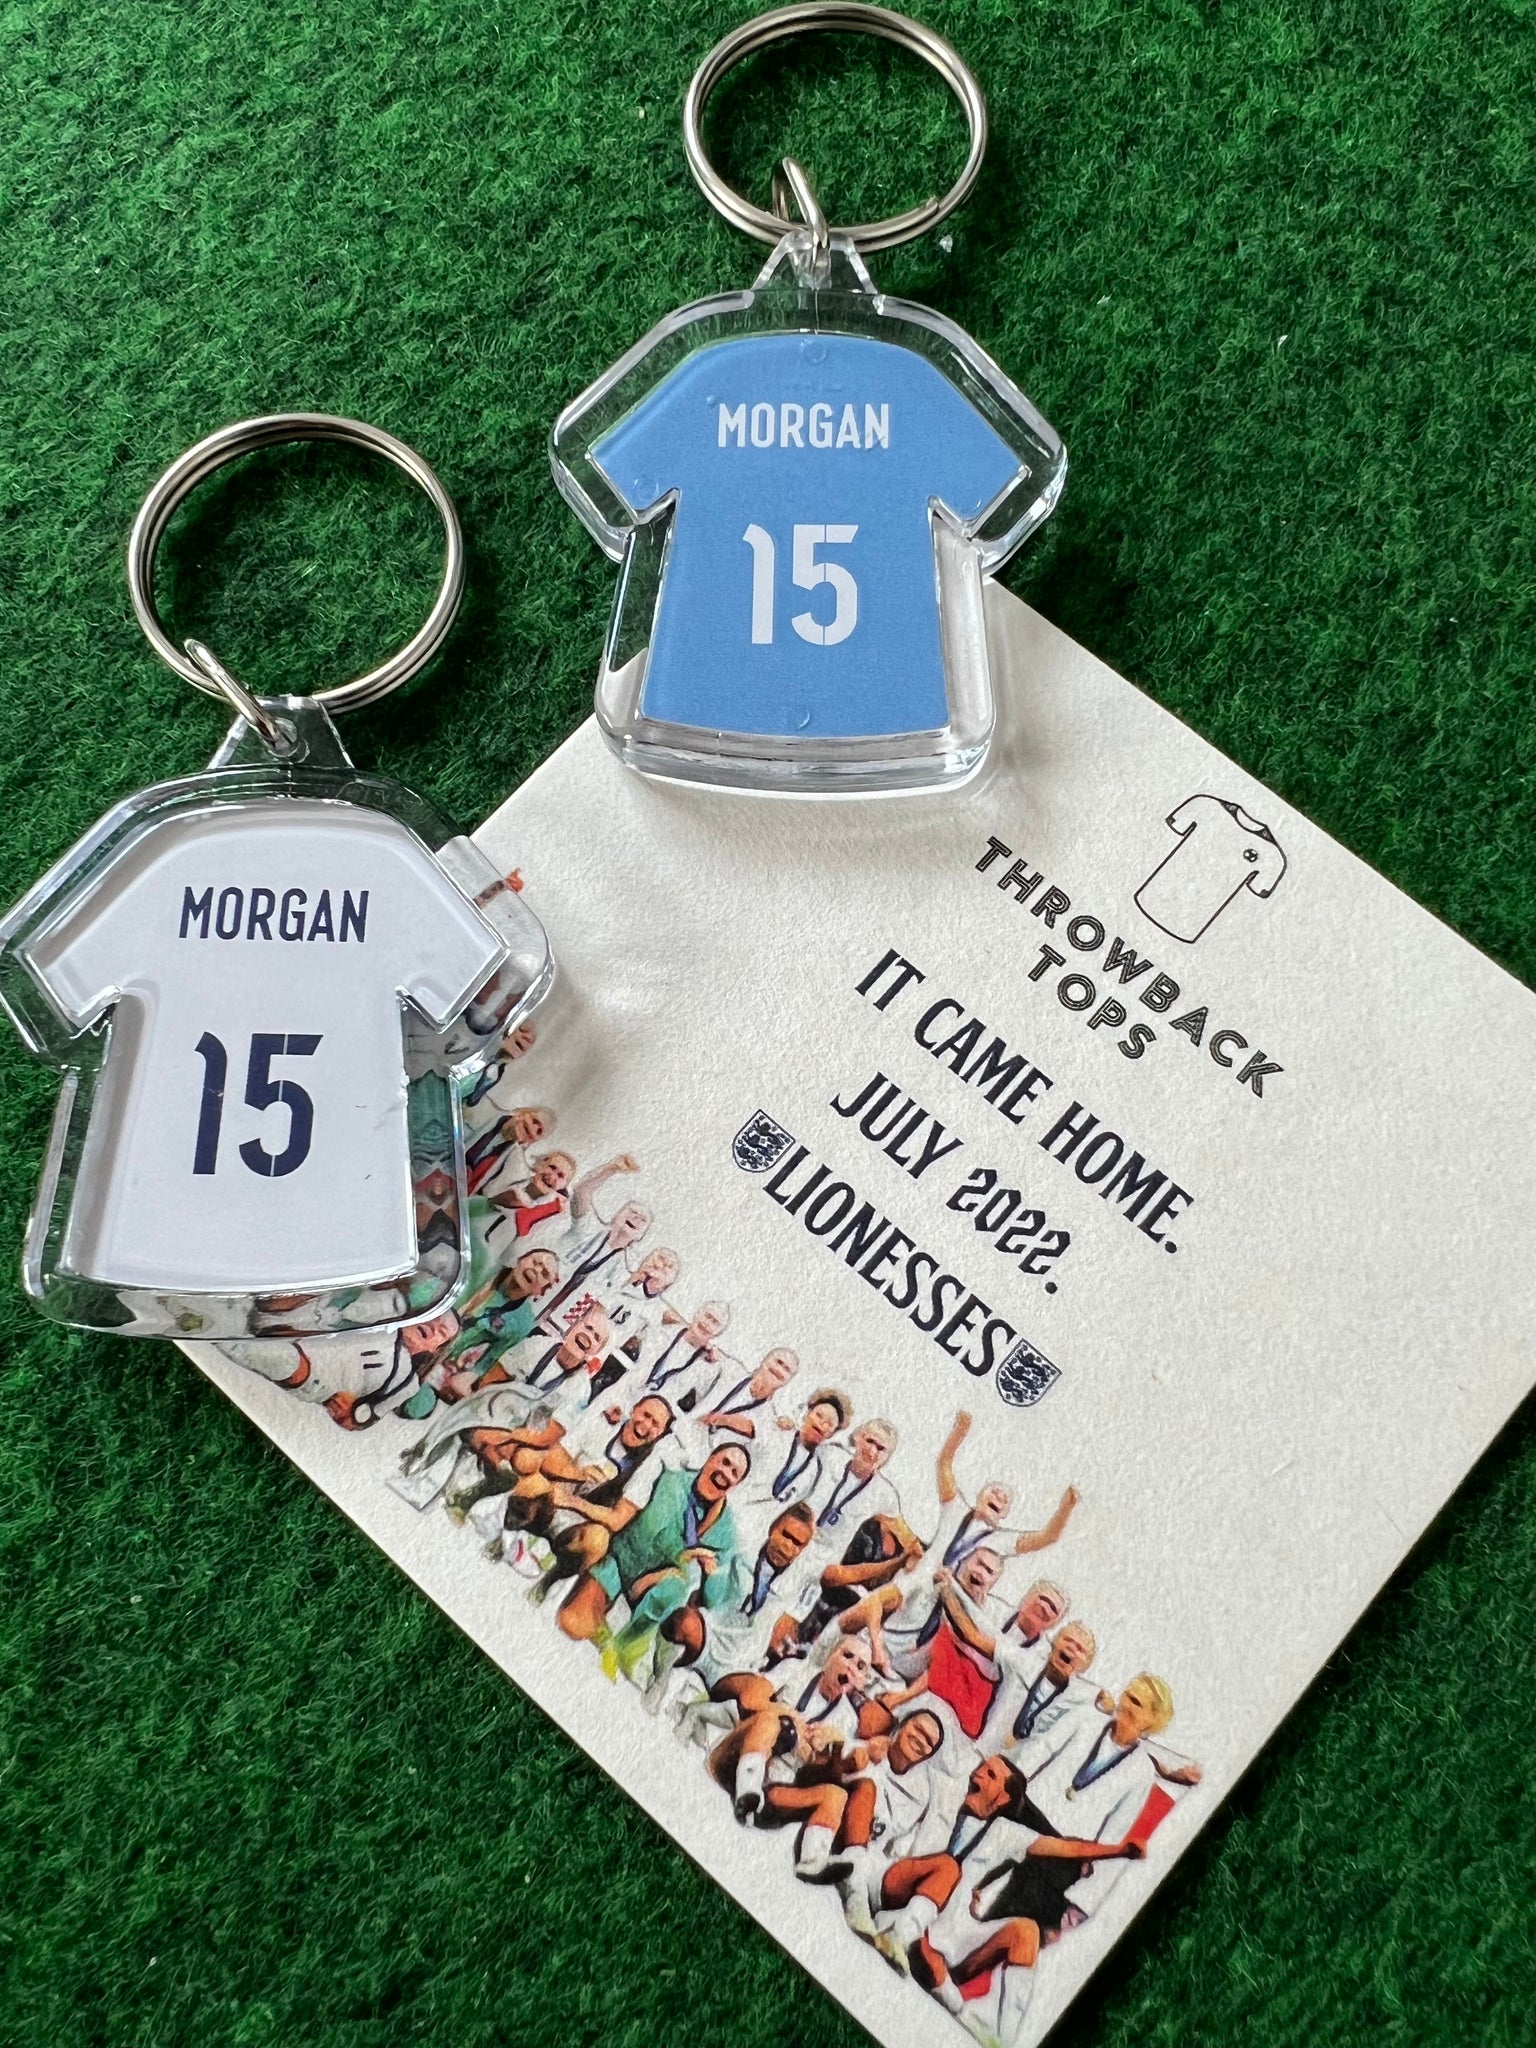 MORGAN
15
MORGAN
15
THROWBACK
TOPS
IT CAME HOME.
JULY 2022.
LIONESSES